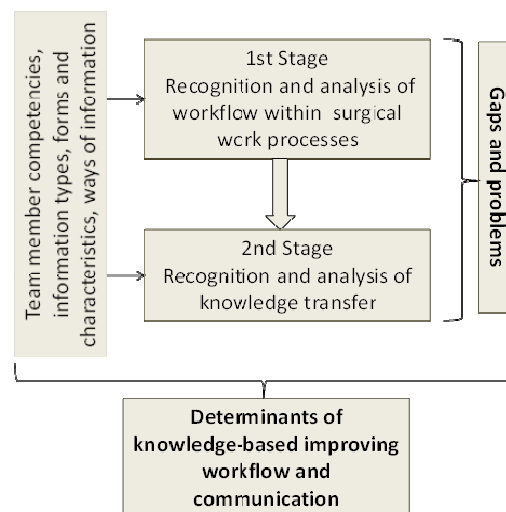 Team member competencies,
information types, forms and
characteristics, ways of information
1st Stage
Recognition and analysis of
workflow within surgical
work processes
2nd Stage
Recognition and analysis of
knowledge transfer
Gaps and problems
Determinants of
knowledge-based improving
workflow and
communication